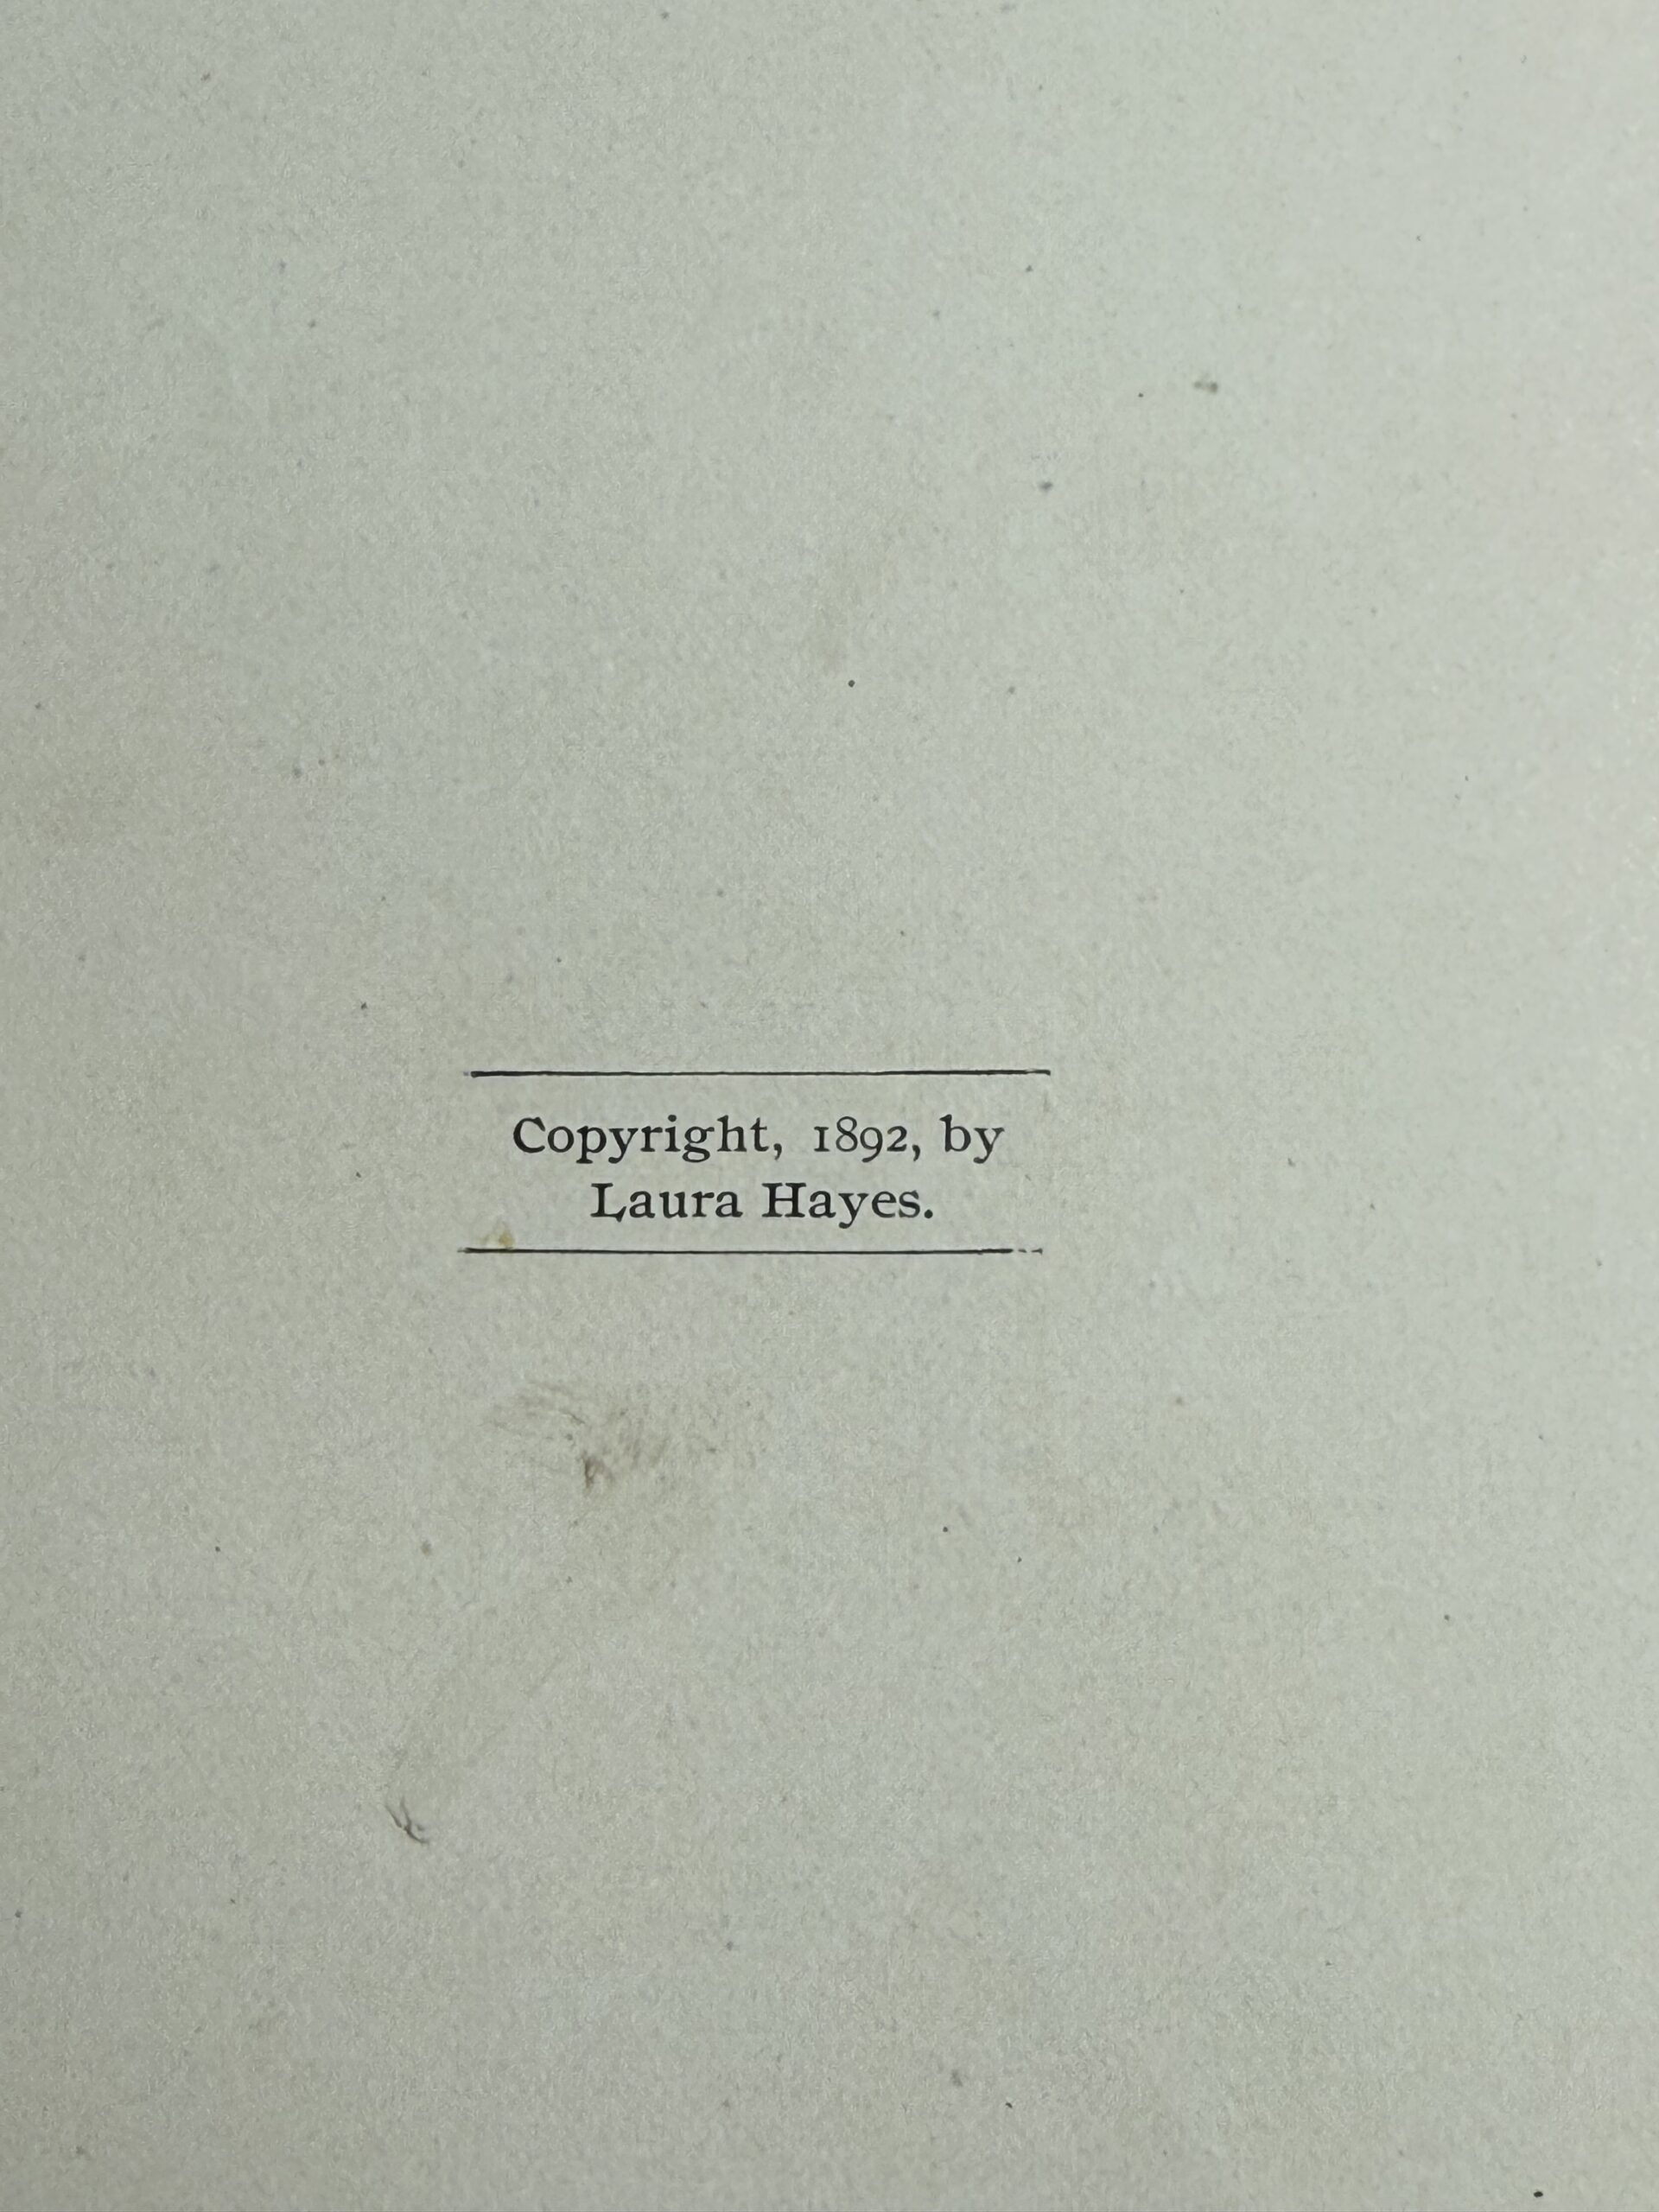 Copyright, 1892, by
Laura Hayes.